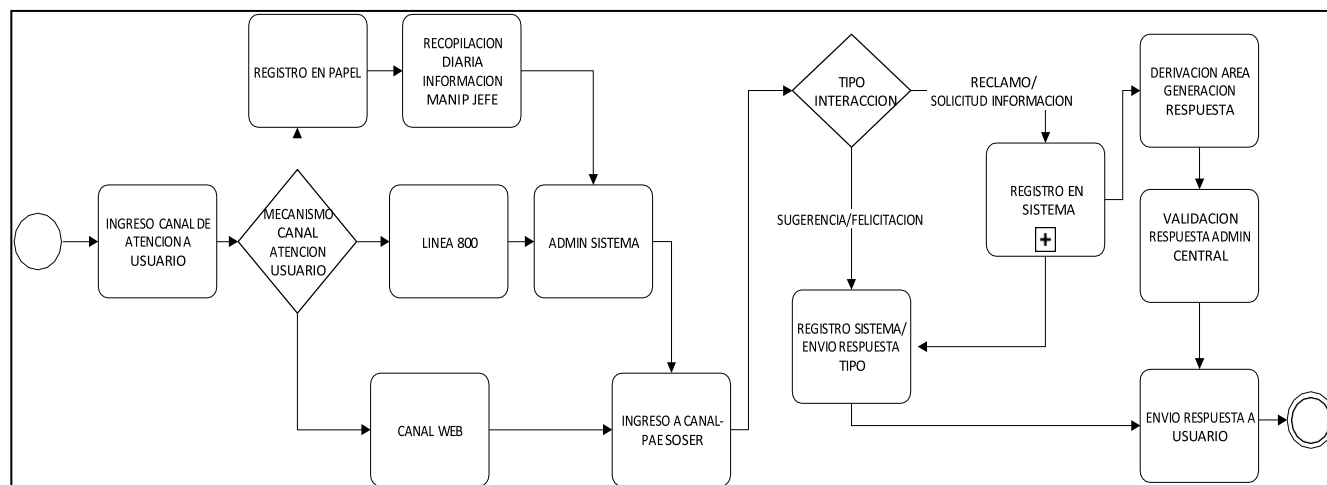 REGISTRO EN PAPEL
RECOPILACION
DIARIA
INFORMACION
MANIP JEFE
INGRESO CANAL DE
ATENCION A
USUARIO
MECANISMO
CANAL
ATENCION
USUARIO
LINEA 800
ADMIN SISTEMA
CANAL WEB
INGRESO A CANAL-
PAE SOSER
TIPO
INTERACCION
RECLAMO/
SOLICITUD INFORMACION
SUGERENCIA/FELICITACION
REGISTRO EN
SISTEMA
REGISTRO SISTEMA/
ENVIO RESPUESTA
TIPO
DERIVACION AREA
GENERACION
RESPUESTA
VALIDACION
RESPUESTA ADMIN
CENTRAL
ENVIO RESPUESTA A
USUARIO